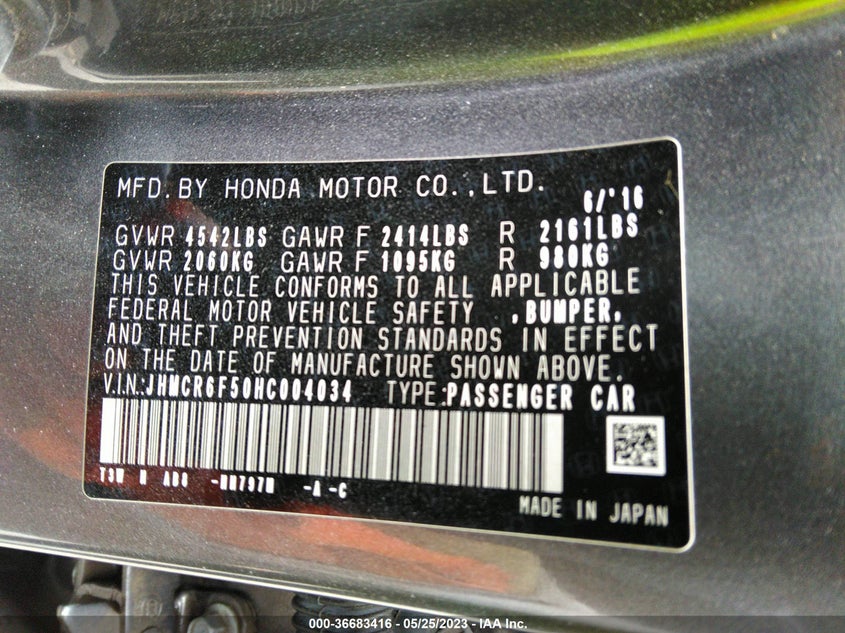 MFD. BY HONDA MOTOR CO., LTD. 6/'16
GVWR 4542LBS GAWR F 2414LBS R 2161LBS
GVWR 2060KG GAWR F 1095KG R 980KG
THIS VEHICLE CONFORMS TO ALL APPLICABLE
FEDERAL MOTOR VEHICLE SAFETY ,BUMPER,
AND THEFT PREVENTION STANDARDS IN EFFECT
ON THE DATE OF MANUFACTURE SHOWN ABOVE.
V.I.N.:JHMCR6F50HC004034 TYPE:PASSENGER CAR
-A -C
MADE IN JAPAN
000-36683416 - 05/25/2023 - IAA Inc.